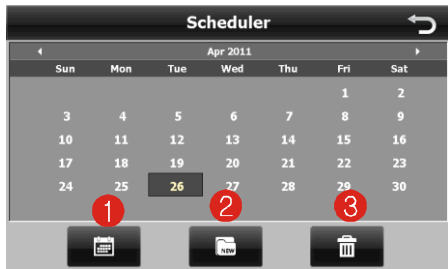 Scheduler
Apr 2011
Sun Mon Tue Wed Thu Fri Sat
1 2
3 4 5 6 7 8 9
10 11 12 13 14 15 16
17 18 19 20 21 22 23
24 25 26 27 28 29 30
1 2 3
NEW